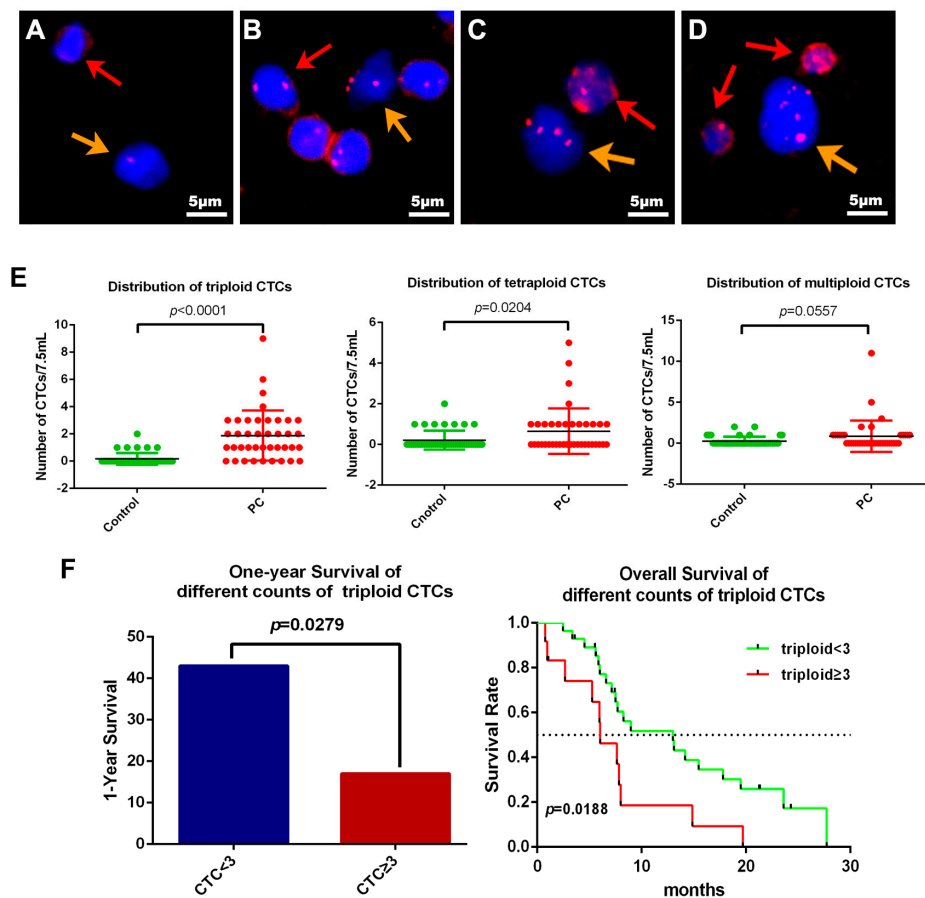 A
B
C
D
5μm
5μm
5μm
5μm
E
Distribution of triploid CTCs
p<0.0001
Number of CTCs/7.5mL
10
8
6
4
2
0
-2
Control
PC
Distribution of tetraploid CTCs
p=0.0204
Number of CTCs/7.5mL
6
4
2
0
-2
Cnotrol
PC
Distribution of multiploid CTCs
p=0.0557
Number of CTCs/7.5mL
15
10
5
0
-5
Control
PC
F
One-year Survival of
different counts of triploid CTCs
p=0.0279
1-Year Survival
50
40
30
20
10
0
CTC<3
CTC≥3
Overall Survival of
different counts of triploid CTCs
triploid<3
triploid≥3
Survival Rate
1.0
0.8
0.6
0.4
0.2
0.0
p=0.0188
0
10
20
30
months